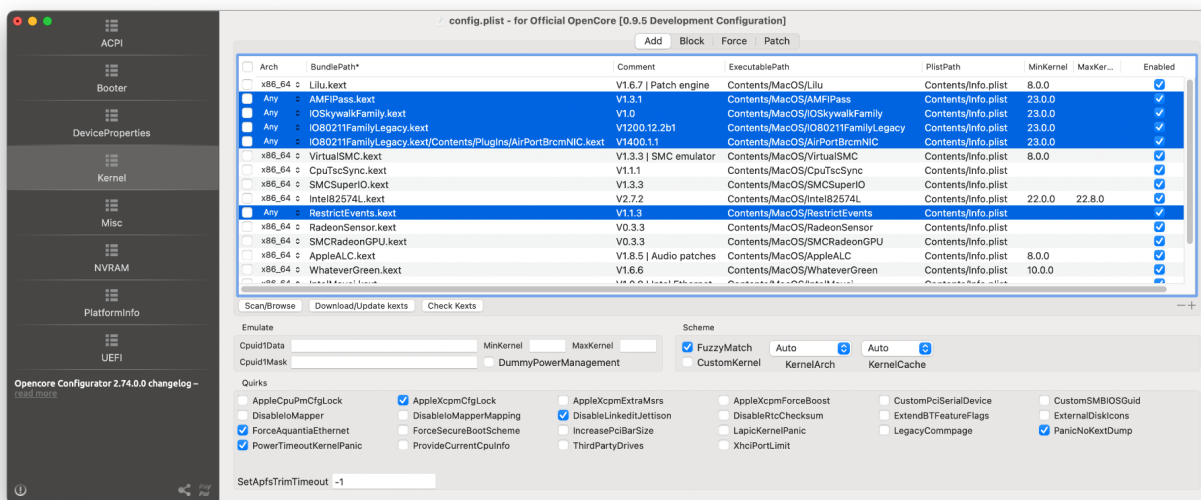 config.plist - for Official OpenCore [0.9.5 Development Configuration]
ACPI
Booter
DeviceProperties
Kernel
Misc
NVRAM
PlatformInfo
UEFI
Opencore Configurator 2.74.0.0 changelog –
read more
Add Block Force Patch
Arch BundlePath* Comment ExecutablePath PlistPath MinKernel MaxKer... Enabled
x86_64 Lilu.kext V1.6.7 | Patch engine Contents/MacOS/Lilu Contents/Info.plist 8.0.0
Any AMFIPass.kext V1.3.1 Contents/MacOS/AMFIPass Contents/Info.plist 23.0.0
Any IOSkywalkFamily.kext V1.0 Contents/MacOS/IOSkywalkFamily Contents/Info.plist 23.0.0
Any IO80211FamilyLegacy.kext V1200.12.2b1 Contents/MacOS/IO80211FamilyLegacy Contents/Info.plist 23.0.0
Any IO80211FamilyLegacy.kext/Contents/PlugIns/AirPortBrcmNIC.kext V1400.1.1 Contents/MacOS/AirPortBrcmNIC Contents/Info.plist 23.0.0
x86_64 VirtualSMC.kext V1.3.3 | SMC emulator Contents/MacOS/VirtualSMC Contents/Info.plist 8.0.0
x86_64 CpuTscSync.kext V1.1.1 Contents/MacOS/CpuTscSync Contents/Info.plist
x86_64 SMCSuperIO.kext V1.3.3 Contents/MacOS/SMCSuperIO Contents/Info.plist
x86_64 Intel82574L.kext V2.7.2 Contents/MacOS/Intel82574L Contents/Info.plist 22.0.0 22.8.0
Any RestrictEvents.kext V1.1.3 Contents/MacOS/RestrictEvents Contents/Info.plist
x86_64 RadeonSensor.kext V0.3.3 Contents/MacOS/RadeonSensor Contents/Info.plist
x86_64 SMCRadeonGPU.kext V0.3.3 Contents/MacOS/SMCRadeonGPU Contents/Info.plist
x86_64 AppleALC.kext V1.8.5 | Audio patches Contents/MacOS/AppleALC Contents/Info.plist 8.0.0
x86_64 WhateverGreen.kext V1.6.6 Contents/MacOS/WhateverGreen Contents/Info.plist 10.0.0
Scan/Browse Download/Update kexts Check Kexts
Emulate
Cpuid1Data MinKernel MaxKernel
Cpuid1Mask DummyPowerManagement
Scheme
FuzzyMatch Auto Auto
CustomKernel KernelArch KernelCache
Quirks
AppleCpuPmCfgLock AppleXcpmCfgLock AppleXcpmExtraMsrs AppleXcpmForceBoost CustomPciSerialDevice CustomSMBIOSGuid
DisableIoMapper DisableIoMapperMapping DisableLinkeditJettison DisableRtcChecksum ExtendBTFeatureFlags ExternalDiskIcons
ForceAquantiaEthernet ForceSecureBootScheme IncreasePciBarSize LapicKernelPanic LegacyCommpage PanicNoKextDump
PowerTimeoutKernelPanic ProvideCurrentCpuInfo ThirdPartyDrives XhciPortLimit
SetApfsTrimTimeout -1